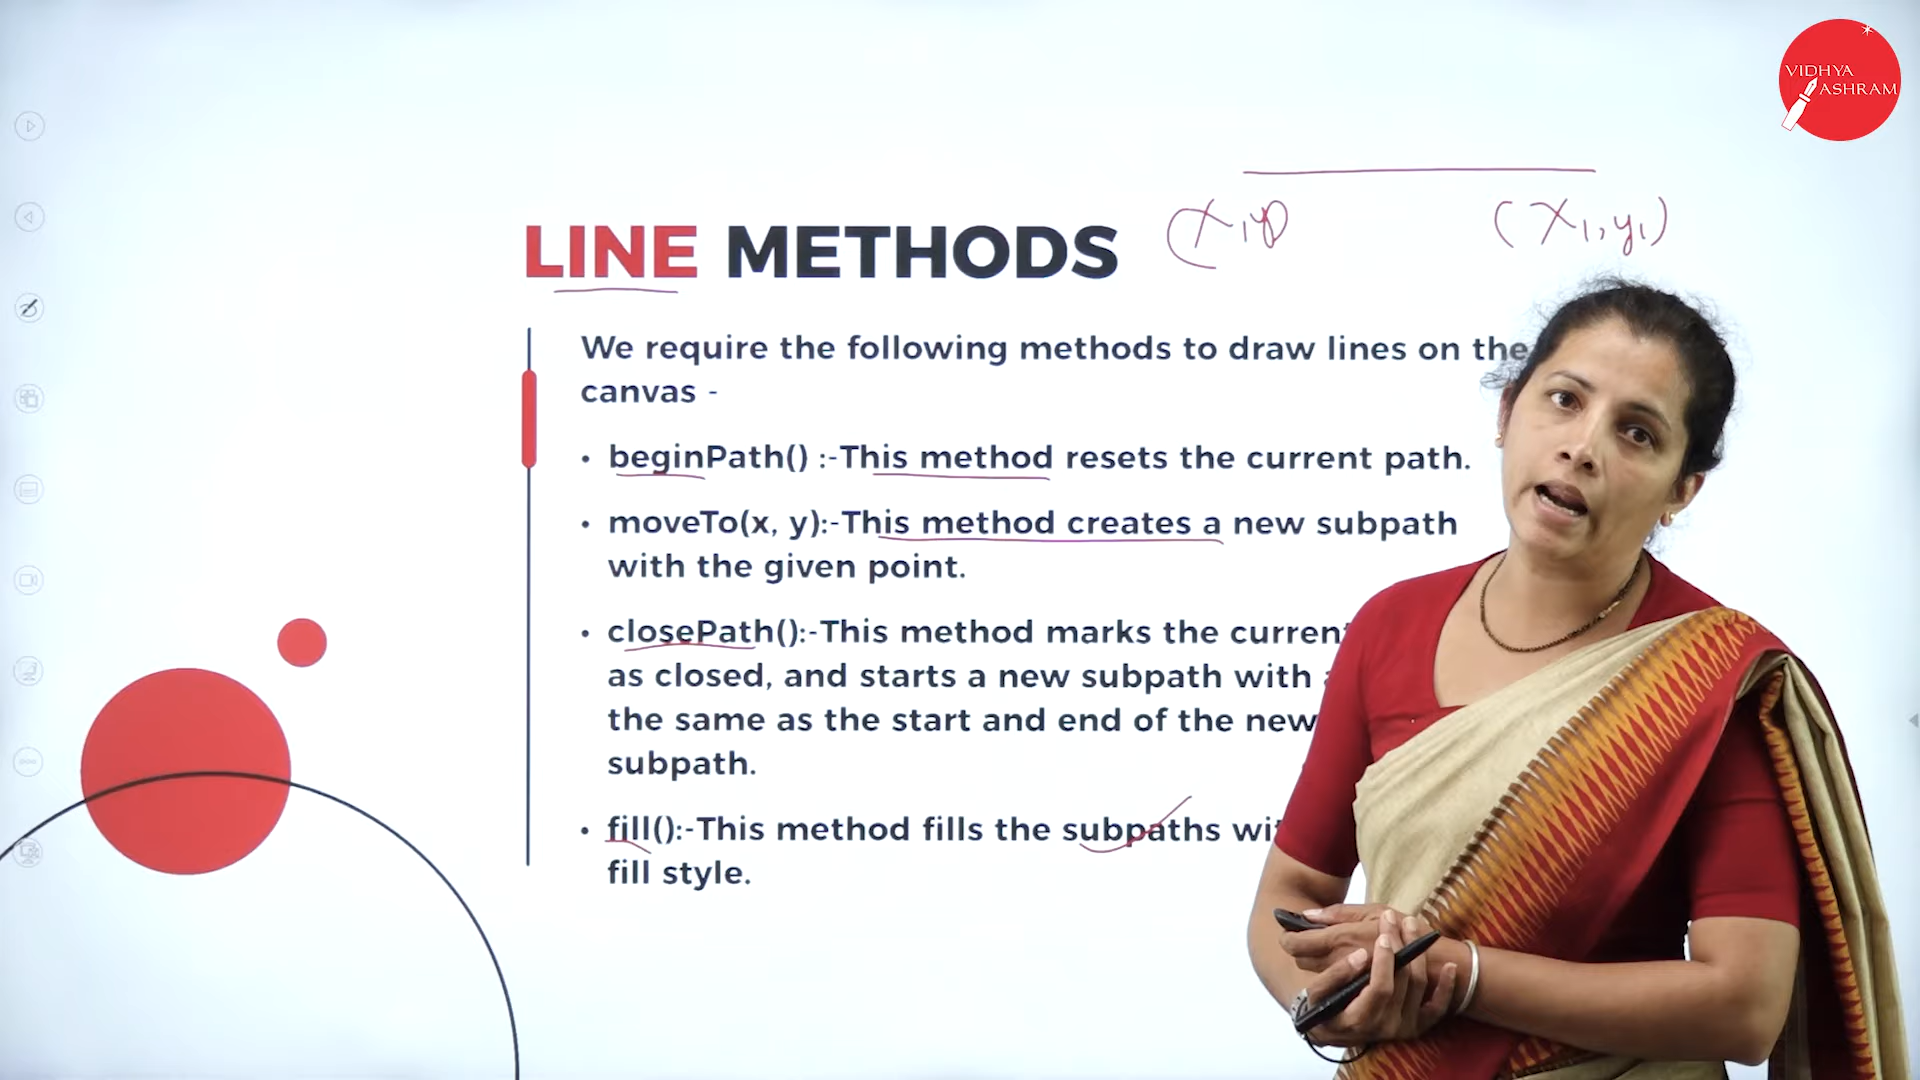 VIDHYA
ASHRAM
(x,y)
(x1,y1)
LINE METHODS
We require the following methods to draw lines on the
canvas -
• beginPath() :-This method resets the current path.
• moveTo(x, y):-This method creates a new subpath
with the given point.
• closePath():-This method marks the current
as closed, and starts a new subpath with
the same as the start and end of the new
subpath.
• fill():-This method fills the subpaths
fill style.